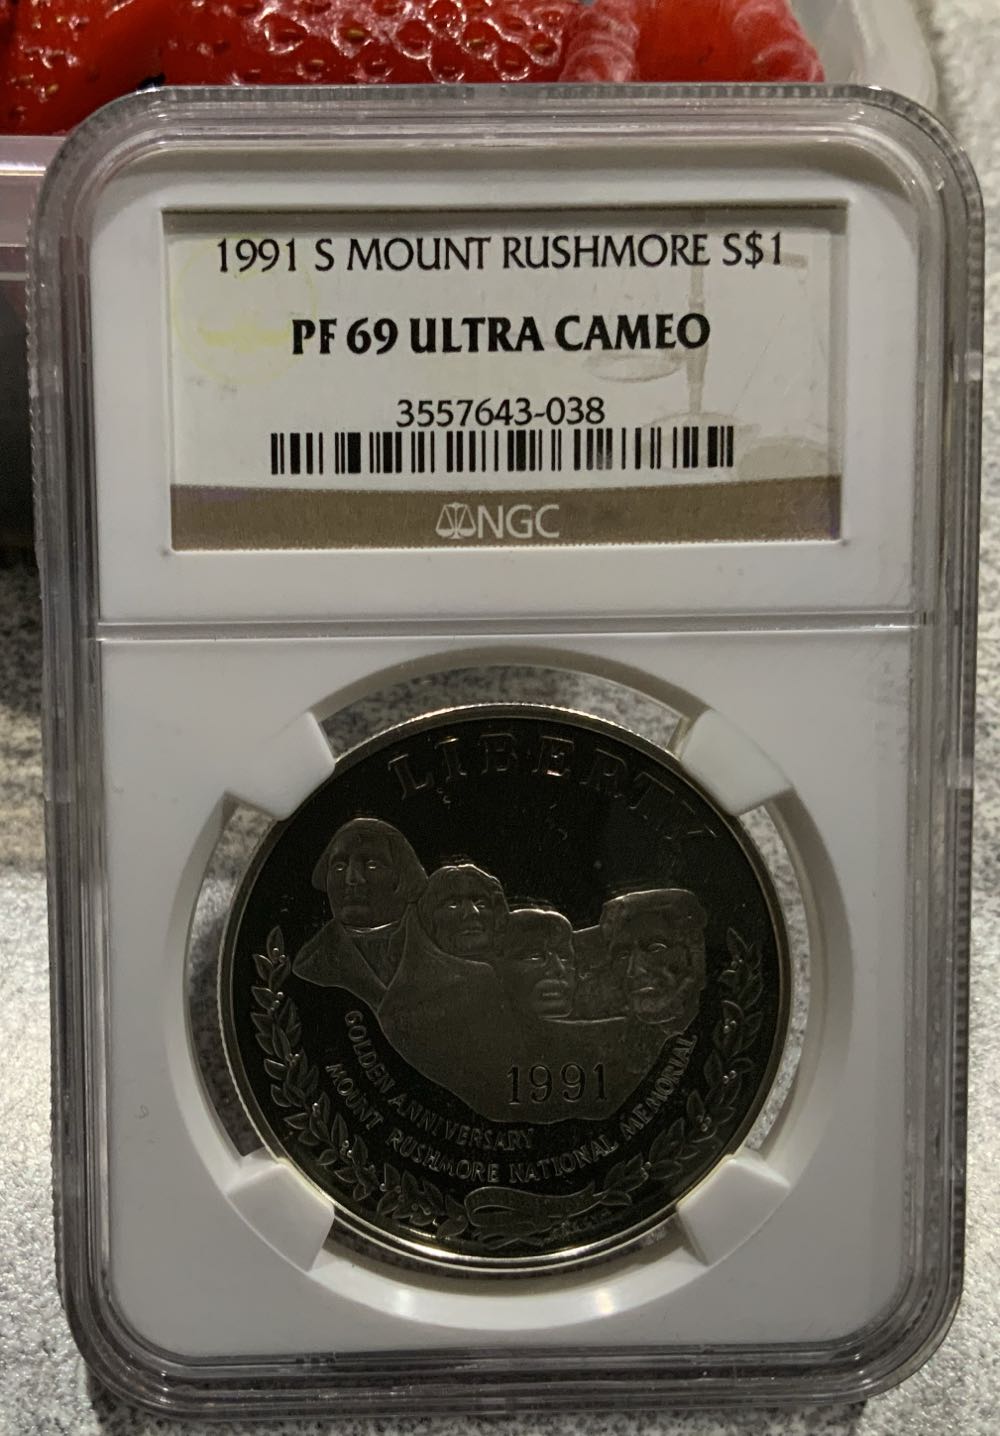 1991 S MOUNT RUSHMORE S$1
PF 69 ULTRA CAMEO
3557643-038
NGC
LIBERTY
1991
GOLDEN ANNIVERSARY
MOUNT RUSHMORE NATIONAL MEMORIAL